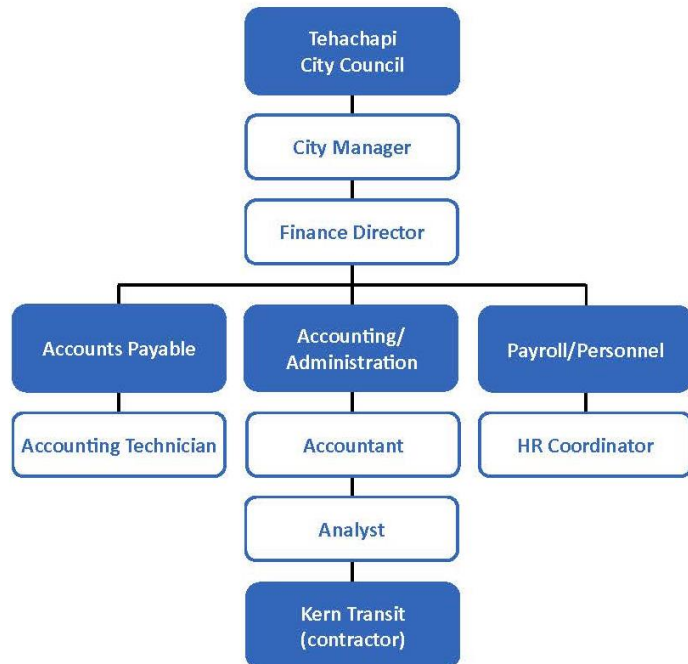 Tehachapi
City Council
City Manager
Finance Director
Accounts Payable
Accounting/
Administration
Payroll/Personnel
Accounting Technician
Accountant
HR Coordinator
Analyst
Kern Transit
(contractor)